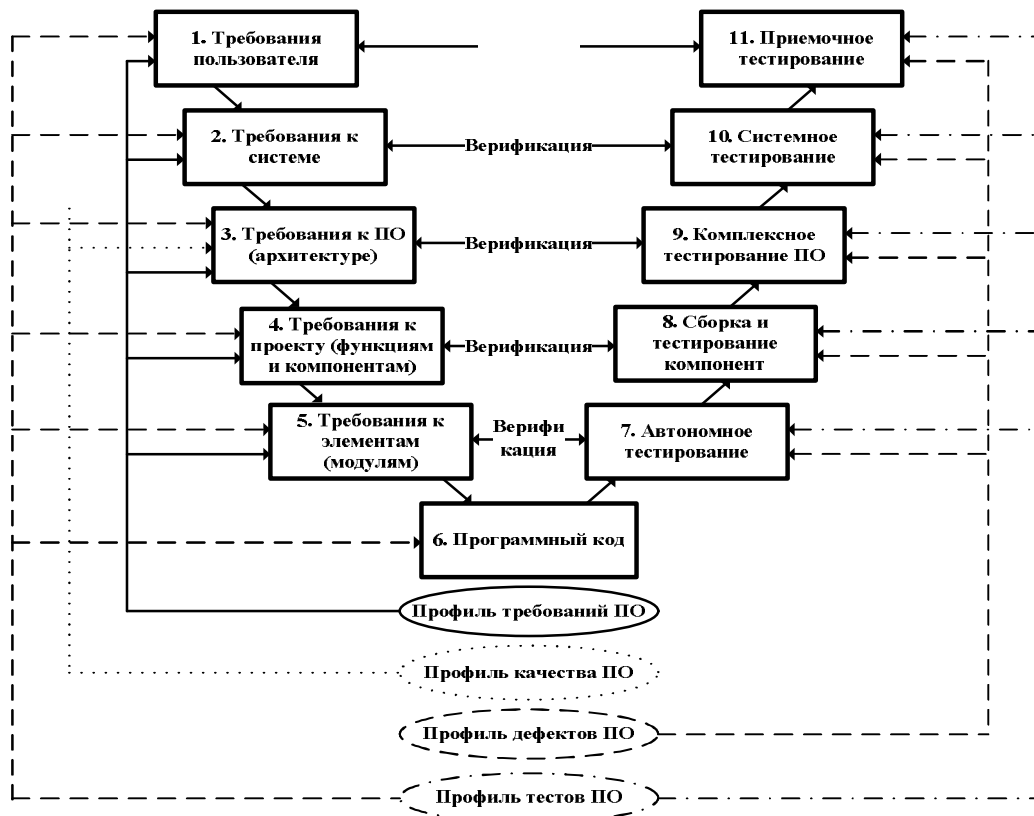 1. Требования
пользователя
11. Приемочное
тестирование
2. Требования к
системе
Верификация
10. Системное
тестирование
3. Требования к ПО
(архитектуре)
Верификация
9. Комплексное
тестирование ПО
4. Требования к
проекту (функциям
и компонентам)
Верификация
8. Сборка и
тестирование
компонент
5. Требования к
элементам
(модулям)
Верифи
кация
7. Автономное
тестирование
6. Программный код
Профиль требований ПО
Профиль качества ПО
Профиль дефектов ПО
Профиль тестов ПО